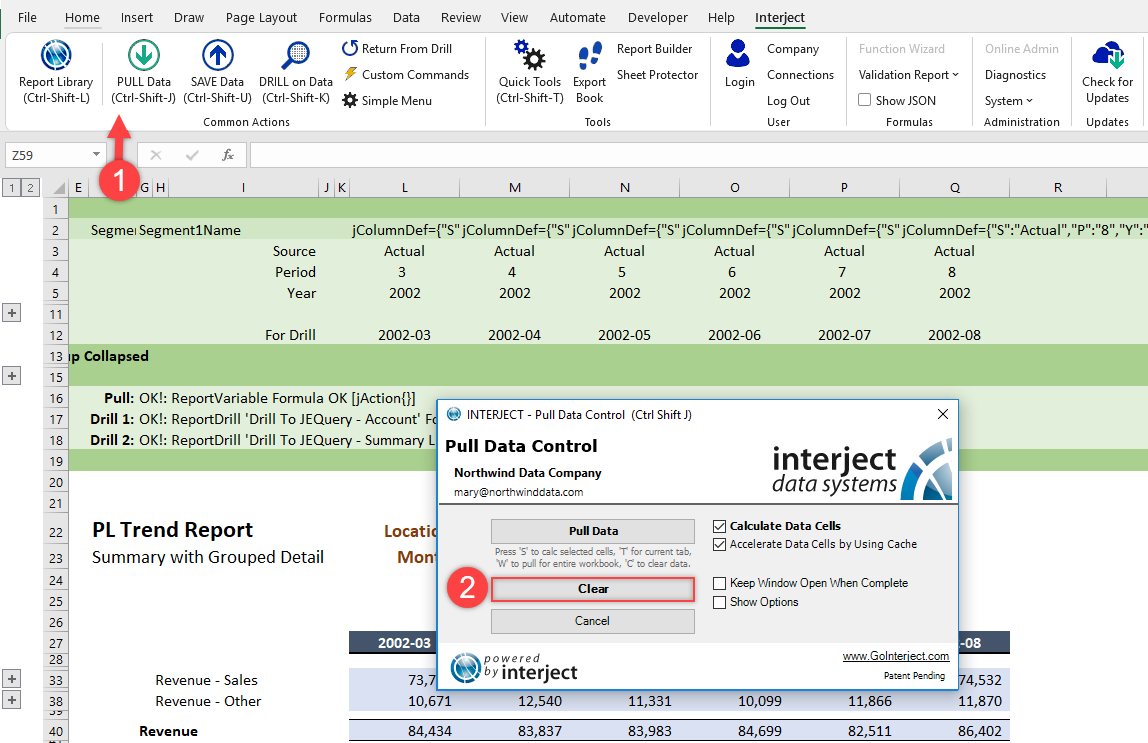 File Home Insert Draw Page Layout Formulas Data Review View Automate Developer Help Interject
Report Library
(Ctrl-Shift-L)
PULL Data
(Ctrl-Shift-J)
SAVE Data
(Ctrl-Shift-U)
DRILL on Data
(Ctrl-Shift-K)
Return From Drill
Custom Commands
Simple Menu
Common Actions
Quick Tools
(Ctrl-Shift-T)
Export
Book
Report Builder
Sheet Protector
Tools
Login
Company
Connections
Log Out
User
Function Wizard
Validation Report
Show JSON
Formulas
Online Admin
Diagnostics
System
Administration
Check for
Updates
Updates
Z59 fx
1
1 2 E G H I J K L M N O P Q R
1
2 Segme Segment1Name jColumnDef={"S" jColumnDef={"S" jColumnDef={"S" jColumnDef={"S" jColumnDef={"S" jColumnDef={"S":"Actual","P":"8","Y":"
3 Source Actual Actual Actual Actual Actual Actual
4 Period 3 4 5 6 7 8
5 Year 2002 2002 2002 2002 2002 2002
11
12 For Drill 2002-03 2002-04 2002-05 2002-06 2002-07 2002-08
13 up Collapsed
15
16 Pull: OK!: ReportVariable Formula OK [jAction{}]
17 Drill 1: OK!: ReportDrill 'Drill To JEQuery - Account' Fo
18 Drill 2: OK!: ReportDrill 'Drill To JEQuery - Summary L
19
20
21
22 PL Trend Report Locatio
23 Summary with Grouped Detail Mont
24
25
26
27 2002-03 -08
28
33 Revenue - Sales 73,7 74,532
38 Revenue - Other 10,671 12,540 11,331 10,099 11,866 11,870
39
40 Revenue 84,434 83,837 83,983 84,699 82,511 86,402
INTERJECT - Pull Data Control (Ctrl Shift J)
Pull Data Control
Northwind Data Company
mary@northwinddata.com
interject
data systems
Pull Data
Press 'S' to calc selected cells, 'T' for current tab,
'W' to pull for entire workbook, 'C' to clear data.
2
Clear
Cancel
Calculate Data Cells
Accelerate Data Cells by Using Cache
Keep Window Open When Complete
Show Options
powered
by interject
www.GoInterject.com
Patent Pending